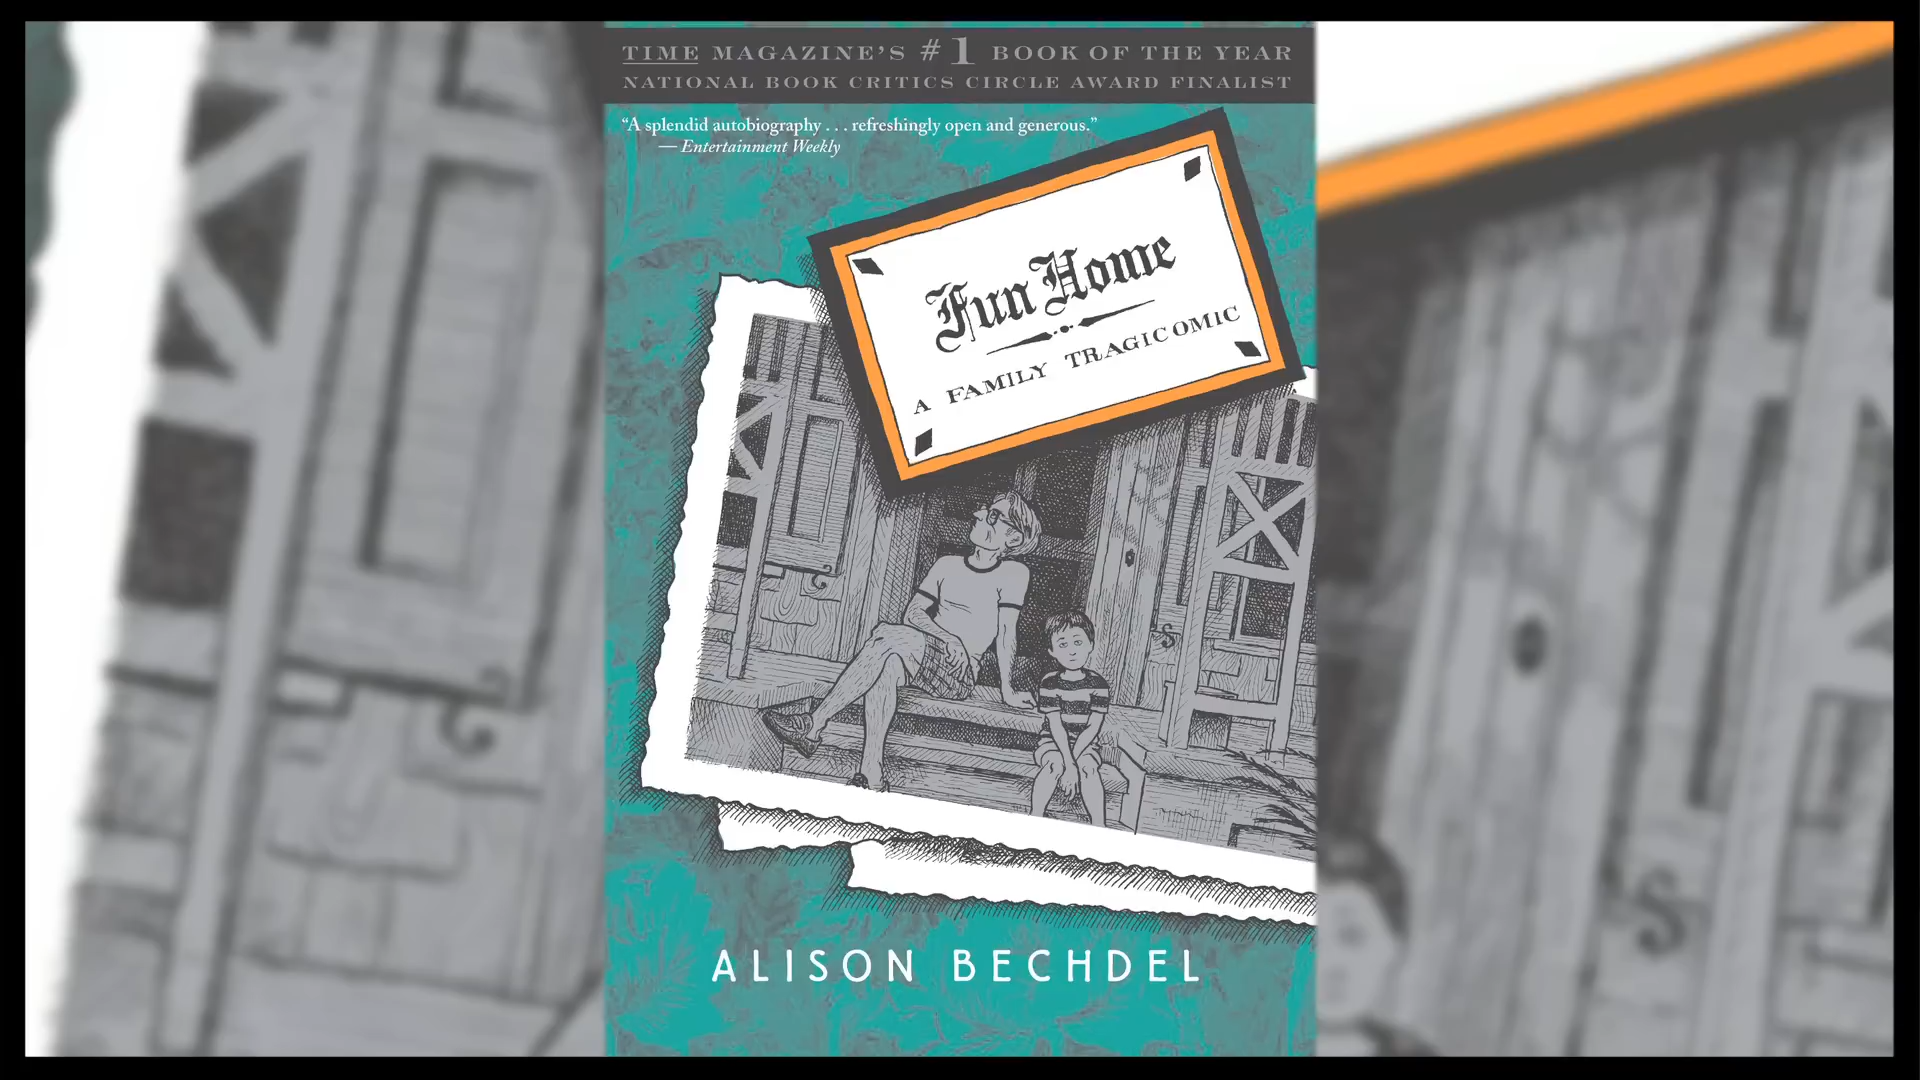 TIME MAGAZINE'S #1 BOOK OF THE YEAR
NATIONAL BOOK CRITICS CIRCLE AWARD FINALIST
“A splendid autobiography . . . refreshingly open and generous.”
— Entertainment Weekly
Fun Home
A FAMILY TRAGICOMIC
ALISON BECHDEL